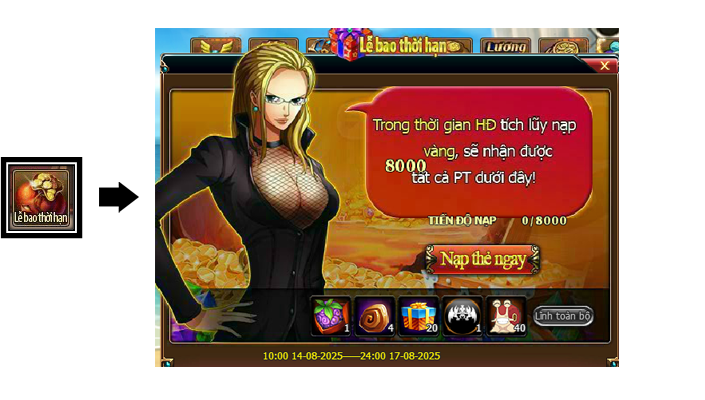 Lễ bao thời hạn
Lương
X
Trong thời gian HĐ tích lũy nạp
8000 vàng, sẽ nhận được
tất cả PT dưới đây!
TIẾN ĐỘ NẠP 0/8000
Nạp thẻ ngay
Lễ bao thời hạn
1 4 20 1 40
Lĩnh toàn bộ
10:00 14-08-2025——24:00 17-08-2025